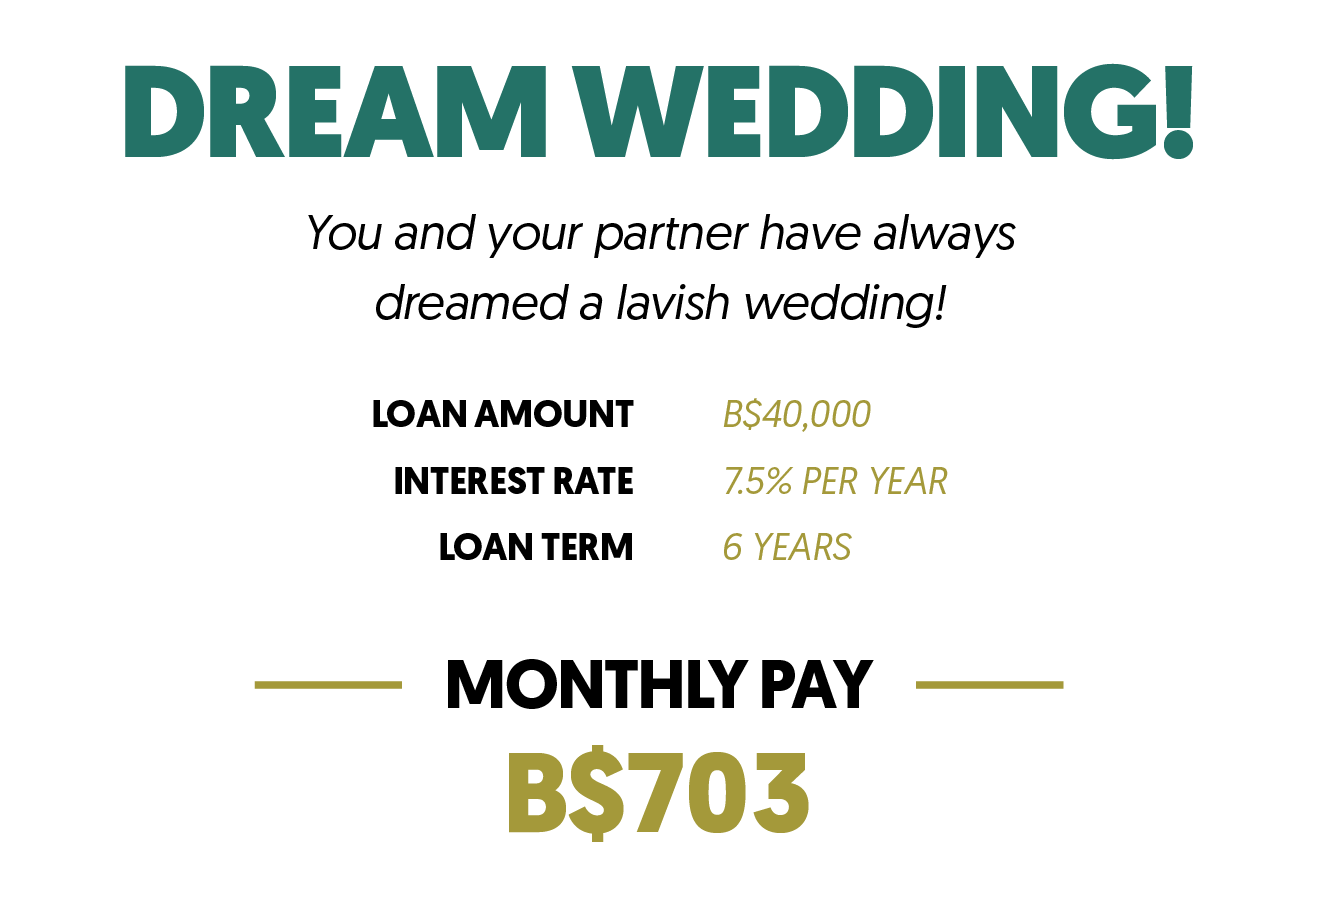 DREAM WEDDING!
You and your partner have always
dreamed a lavish wedding!
LOAN AMOUNT B$40,000
INTEREST RATE 7.5% PER YEAR
LOAN TERM 6 YEARS
MONTHLY PAY
B$703